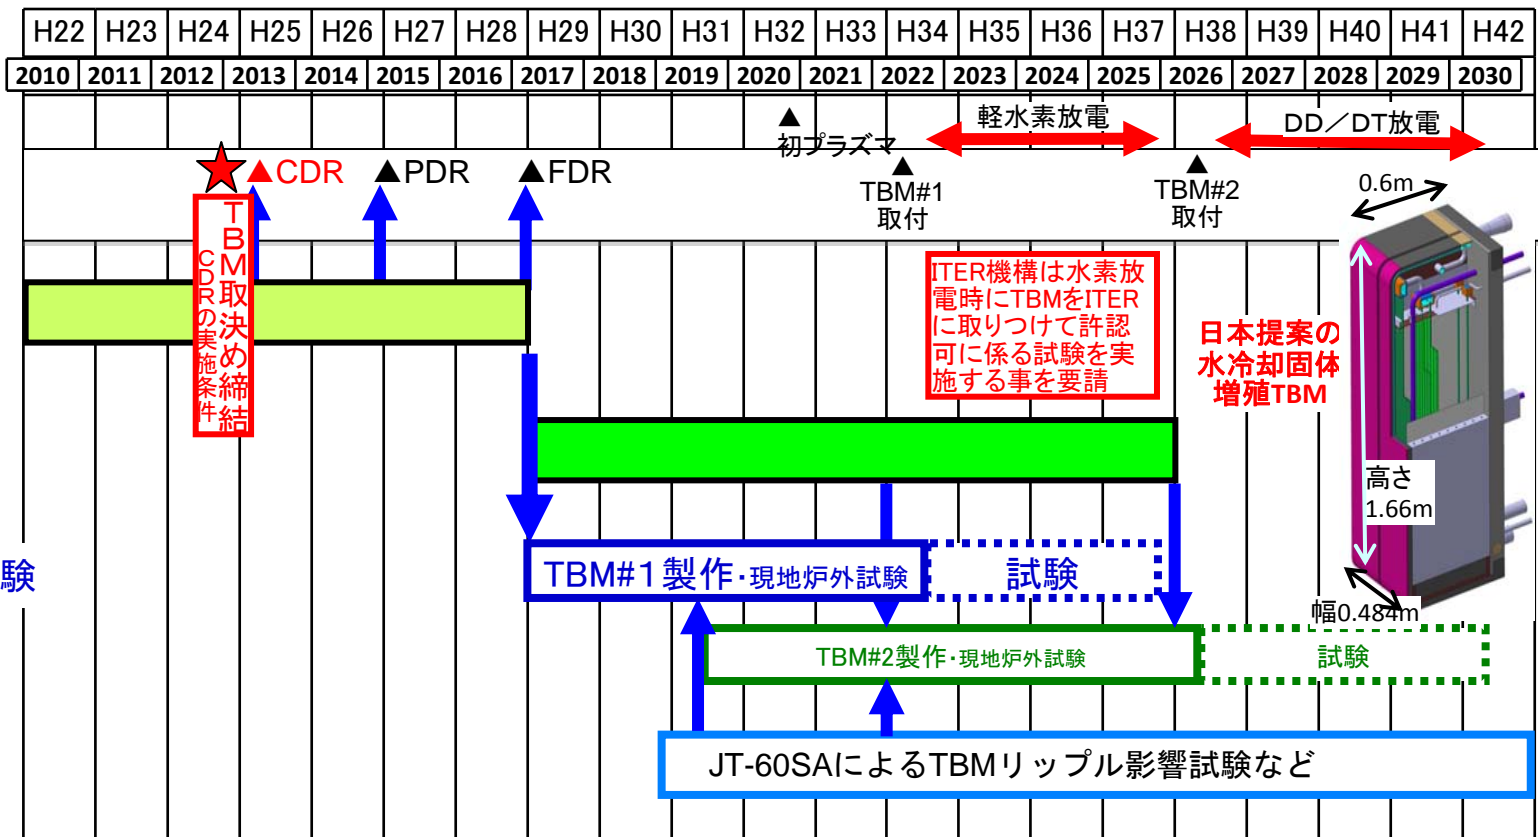 H22 H23 H24 H25 H26 H27 H28 H29 H30 H31 H32 H33 H34 H35 H36 H37 H38 H39 H40 H41 H42
2010 2011 2012 2013 2014 2015 2016 2017 2018 2019 2020 2021 2022 2023 2024 2025 2026 2027 2028 2029 2030
▲
初プラズマ
軽水素放電
DD／DT放電
★▲CDR
▲PDR
▲FDR
▲
TBM#1
取付
▲
TBM#2
取付
TBM取決め締結
CDRの実施条件
ITER機構は水素放
電時にTBMをITER
に取りつけて許認
可に係る試験を実
施する事を要請
日本提案の
水冷却固体
増殖TBM
0.6m
高さ
1.66m
幅0.484m
験
TBM#1製作・現地炉外試験
試験
TBM#2製作・現地炉外試験
試験
JT-60SAによるTBMリップル影響試験など